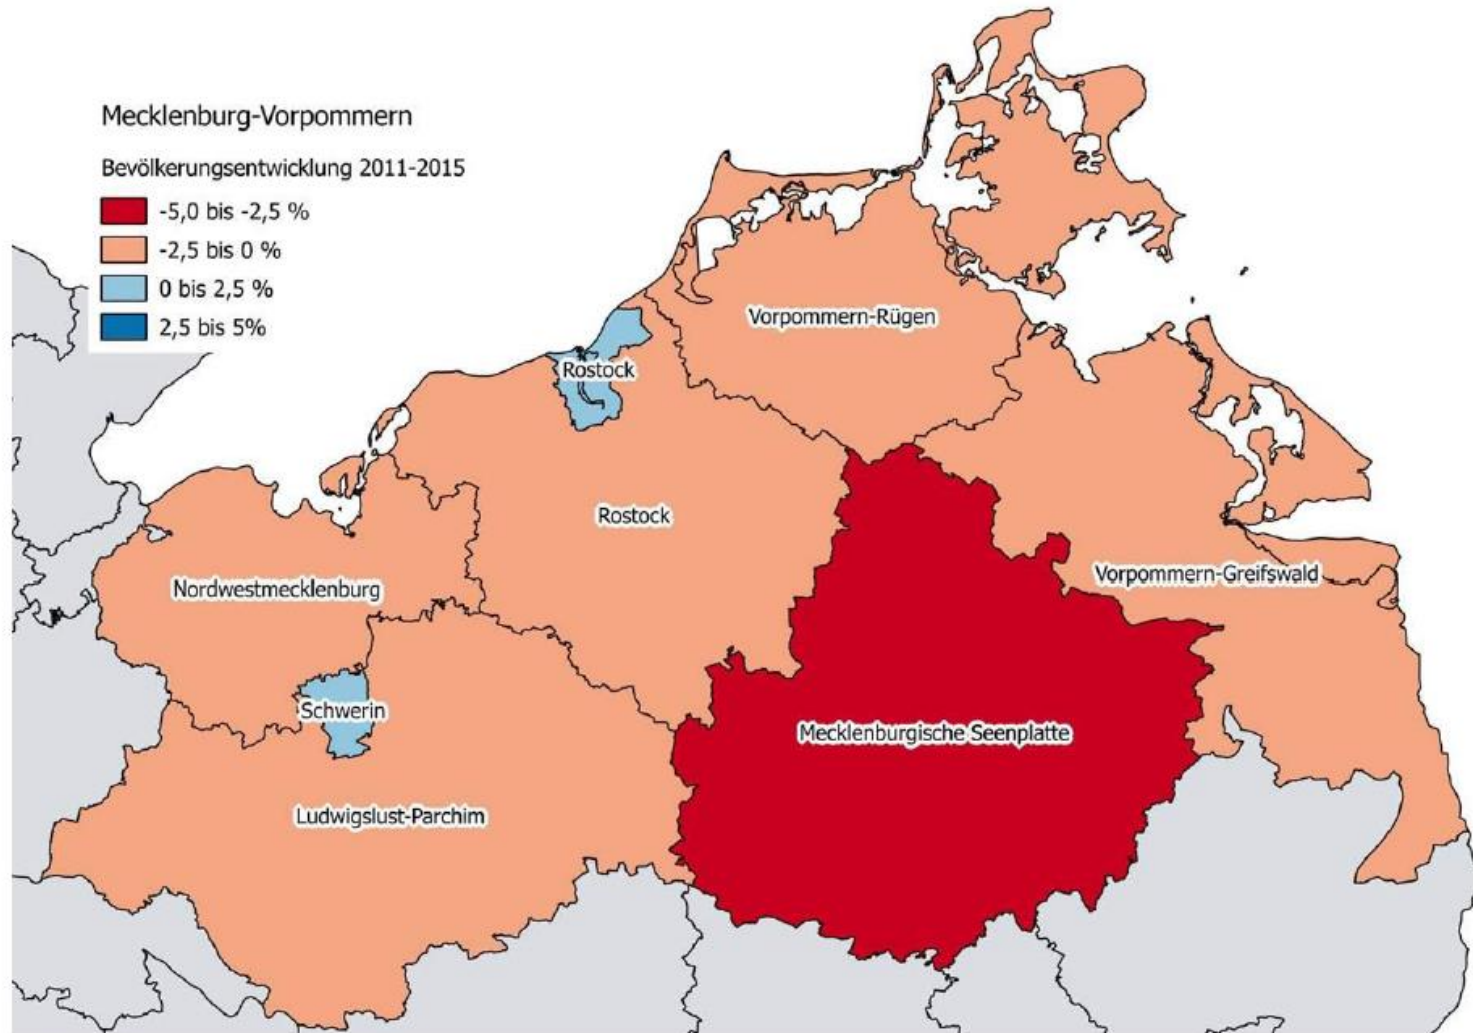 Mecklenburg-Vorpommern
Bevölkerungsentwicklung 2011-2015
-5,0 bis -2,5 %
-2,5 bis 0 %
0 bis 2,5 %
2,5 bis 5%
Vorpommern-Rügen
Rostock
Rostock
Vorpommern-Greifswald
Nordwestmecklenburg
Schwerin
Mecklenburgische Seenplatte
Ludwigslust-Parchim